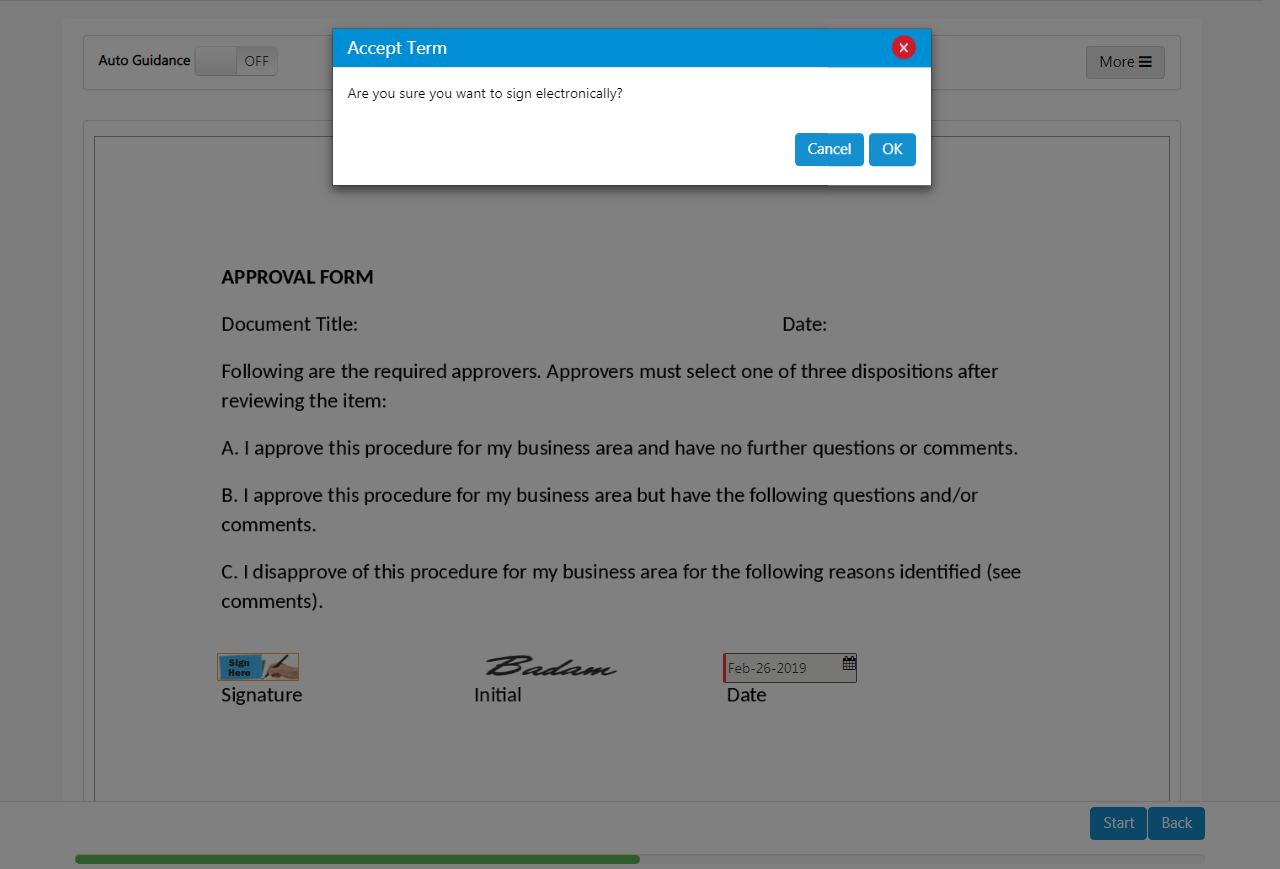 Accept Term
Auto Guidance OFF
More
Are you sure you want to sign electronically?
Cancel OK
APPROVAL FORM
Document Title: Date:
Following are the required approvers. Approvers must select one of three dispositions after
reviewing the item:
A. I approve this procedure for my business area and have no further questions or comments.
B. I approve this procedure for my business area but have the following questions and/or
comments.
C. I disapprove of this procedure for my business area for the following reasons identified (see
comments).
Sign
Here
Badam
Feb-26-2019
Signature Initial Date
Start Back